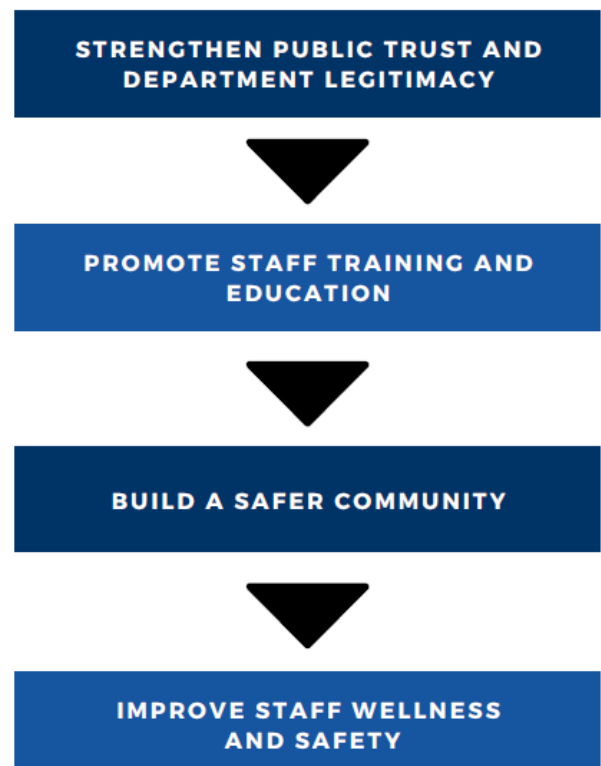 STRENGTHEN PUBLIC TRUST AND
DEPARTMENT LEGITIMACY
PROMOTE STAFF TRAINING AND
EDUCATION
BUILD A SAFER COMMUNITY
IMPROVE STAFF WELLNESS
AND SAFETY